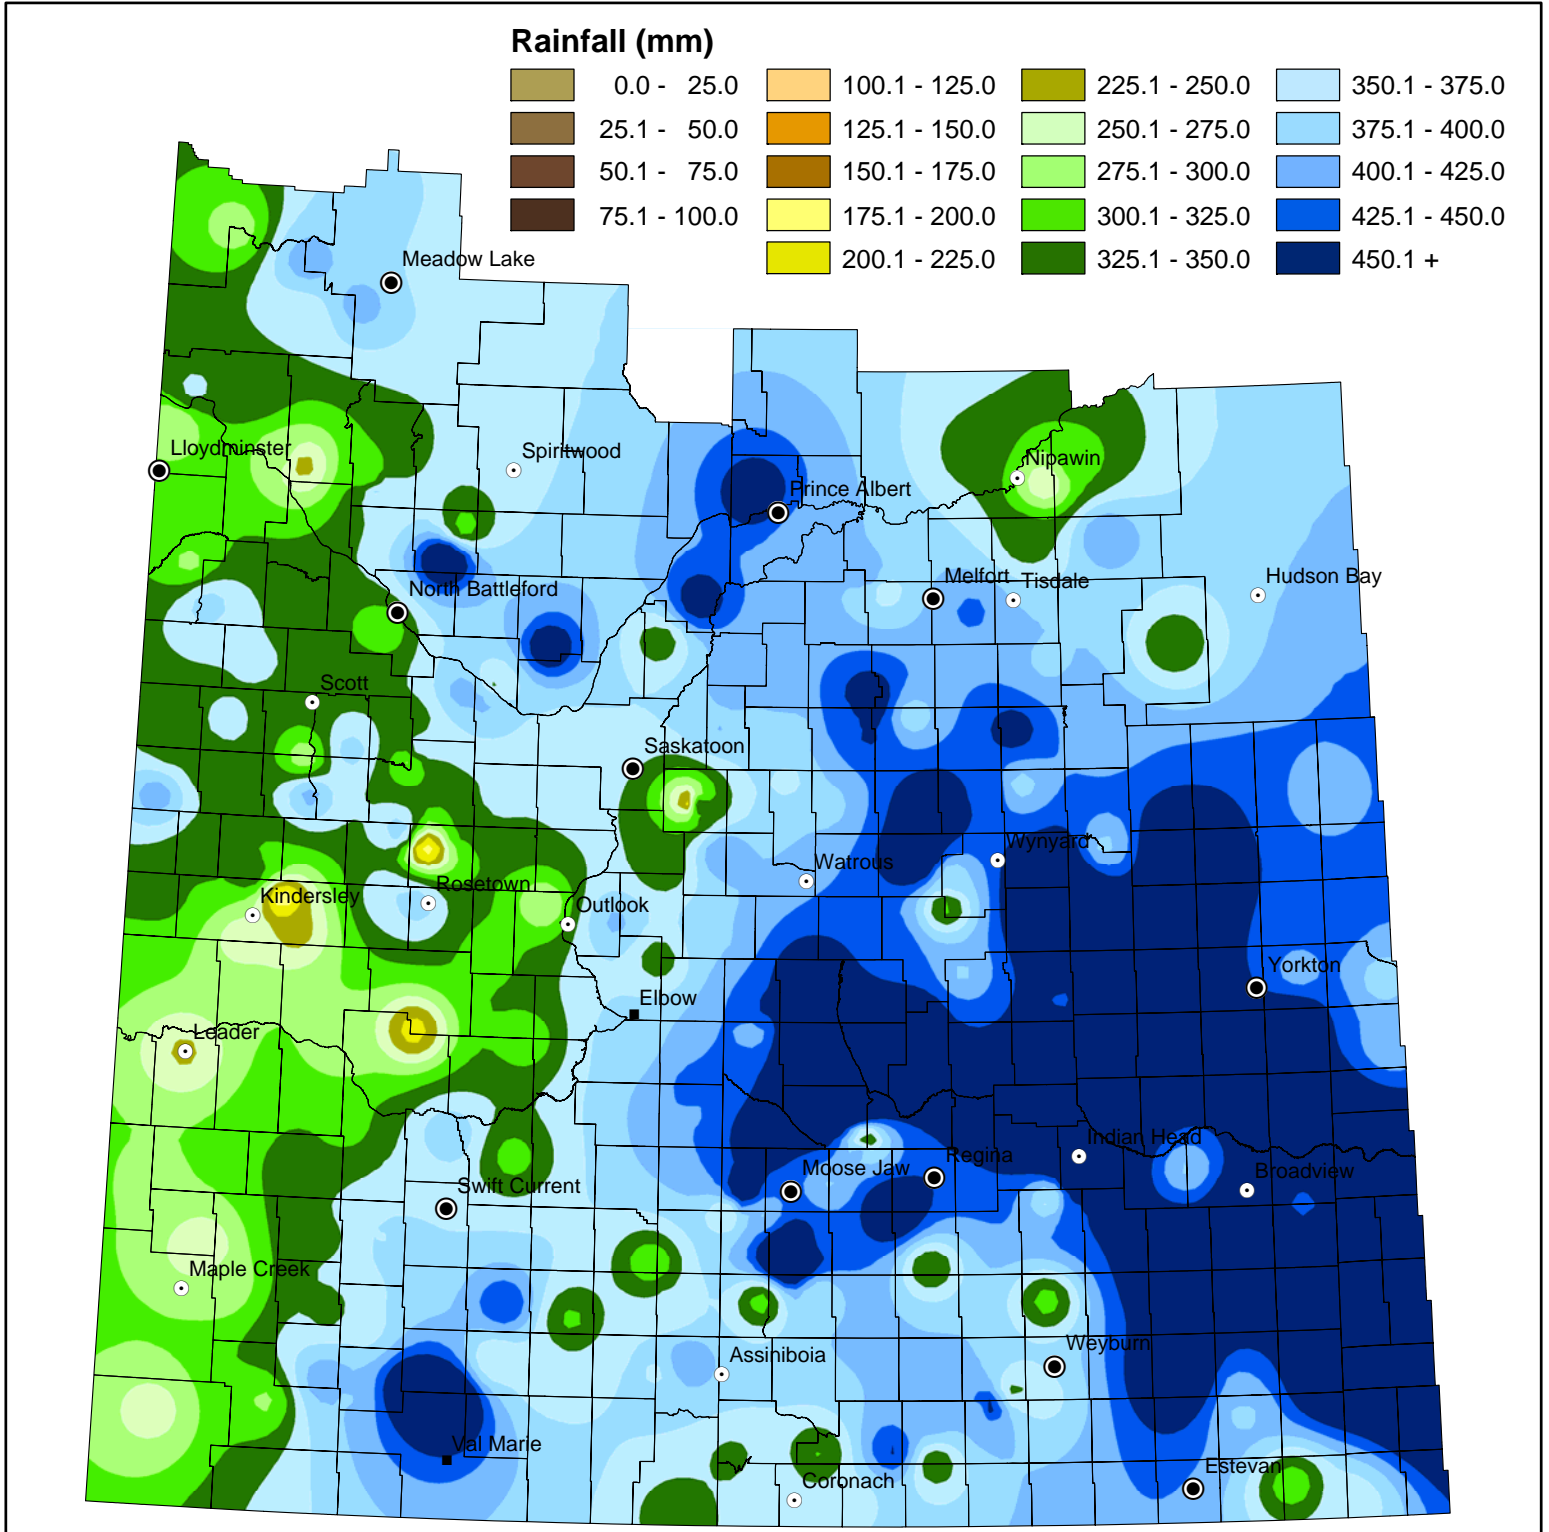 Rainfall (mm)
0.0 - 25.0
25.1 - 50.0
50.1 - 75.0
75.1 - 100.0
100.1 - 125.0
125.1 - 150.0
150.1 - 175.0
175.1 - 200.0
200.1 - 225.0
225.1 - 250.0
250.1 - 275.0
275.1 - 300.0
300.1 - 325.0
325.1 - 350.0
350.1 - 375.0
375.1 - 400.0
400.1 - 425.0
425.1 - 450.0
450.1 +
Meadow Lake
Lloydminster
Spiritwood
Nipawin
Prince Albert
North Battleford
Melfort
Tisdale
Hudson Bay
Scott
Saskatoon
Wynyard
Watrous
Rosetown
Kindersley
Outlook
Yorkton
Elbow
Leader
Indian Head
Regina
Moose Jaw
Broadview
Swift Current
Maple Creek
Weyburn
Assiniboia
Val Marie
Estevan
Coronach